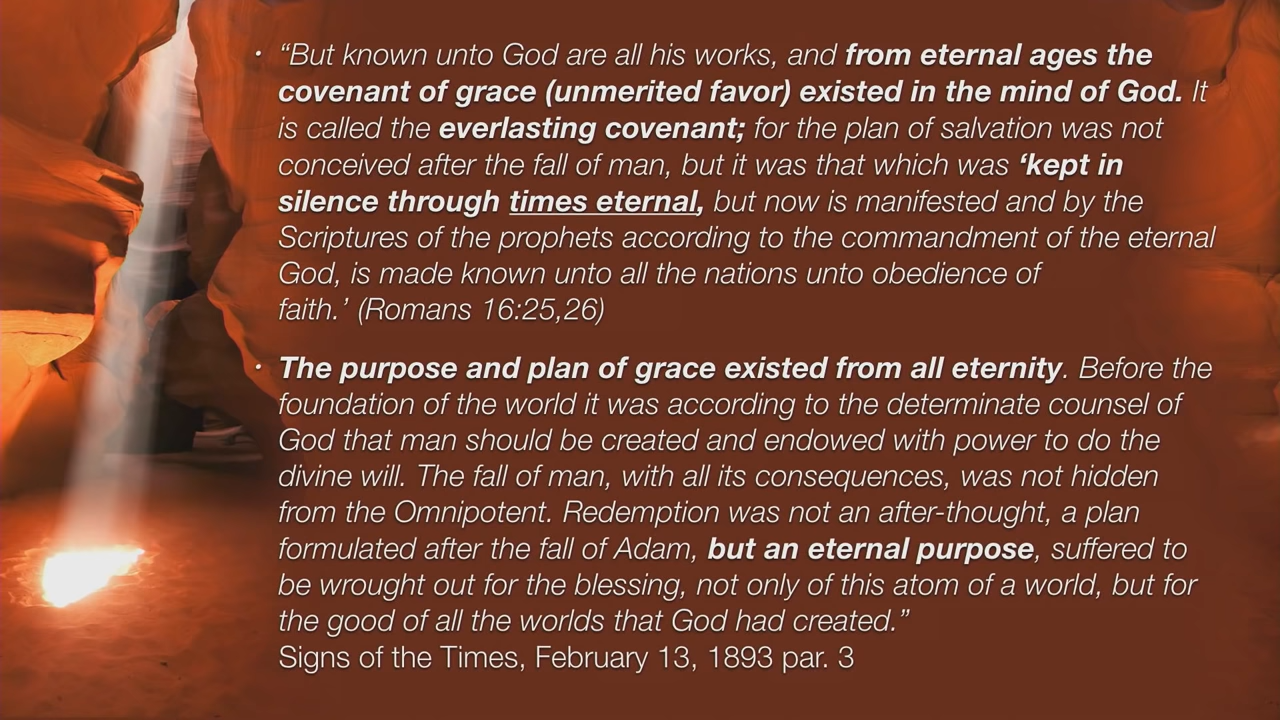 • “But known unto God are all his works, and from eternal ages the
covenant of grace (unmerited favor) existed in the mind of God. It
is called the everlasting covenant; for the plan of salvation was not
conceived after the fall of man, but it was that which was ‘kept in
silence through times eternal, but now is manifested and by the
Scriptures of the prophets according to the commandment of the eternal
God, is made known unto all the nations unto obedience of
faith.’ (Romans 16:25,26)
• The purpose and plan of grace existed from all eternity. Before the
foundation of the world it was according to the determinate counsel of
God that man should be created and endowed with power to do the
divine will. The fall of man, with all its consequences, was not hidden
from the Omnipotent. Redemption was not an after-thought, a plan
formulated after the fall of Adam, but an eternal purpose, suffered to
be wrought out for the blessing, not only of this atom of a world, but for
the good of all the worlds that God had created.”
Signs of the Times, February 13, 1893 par. 3